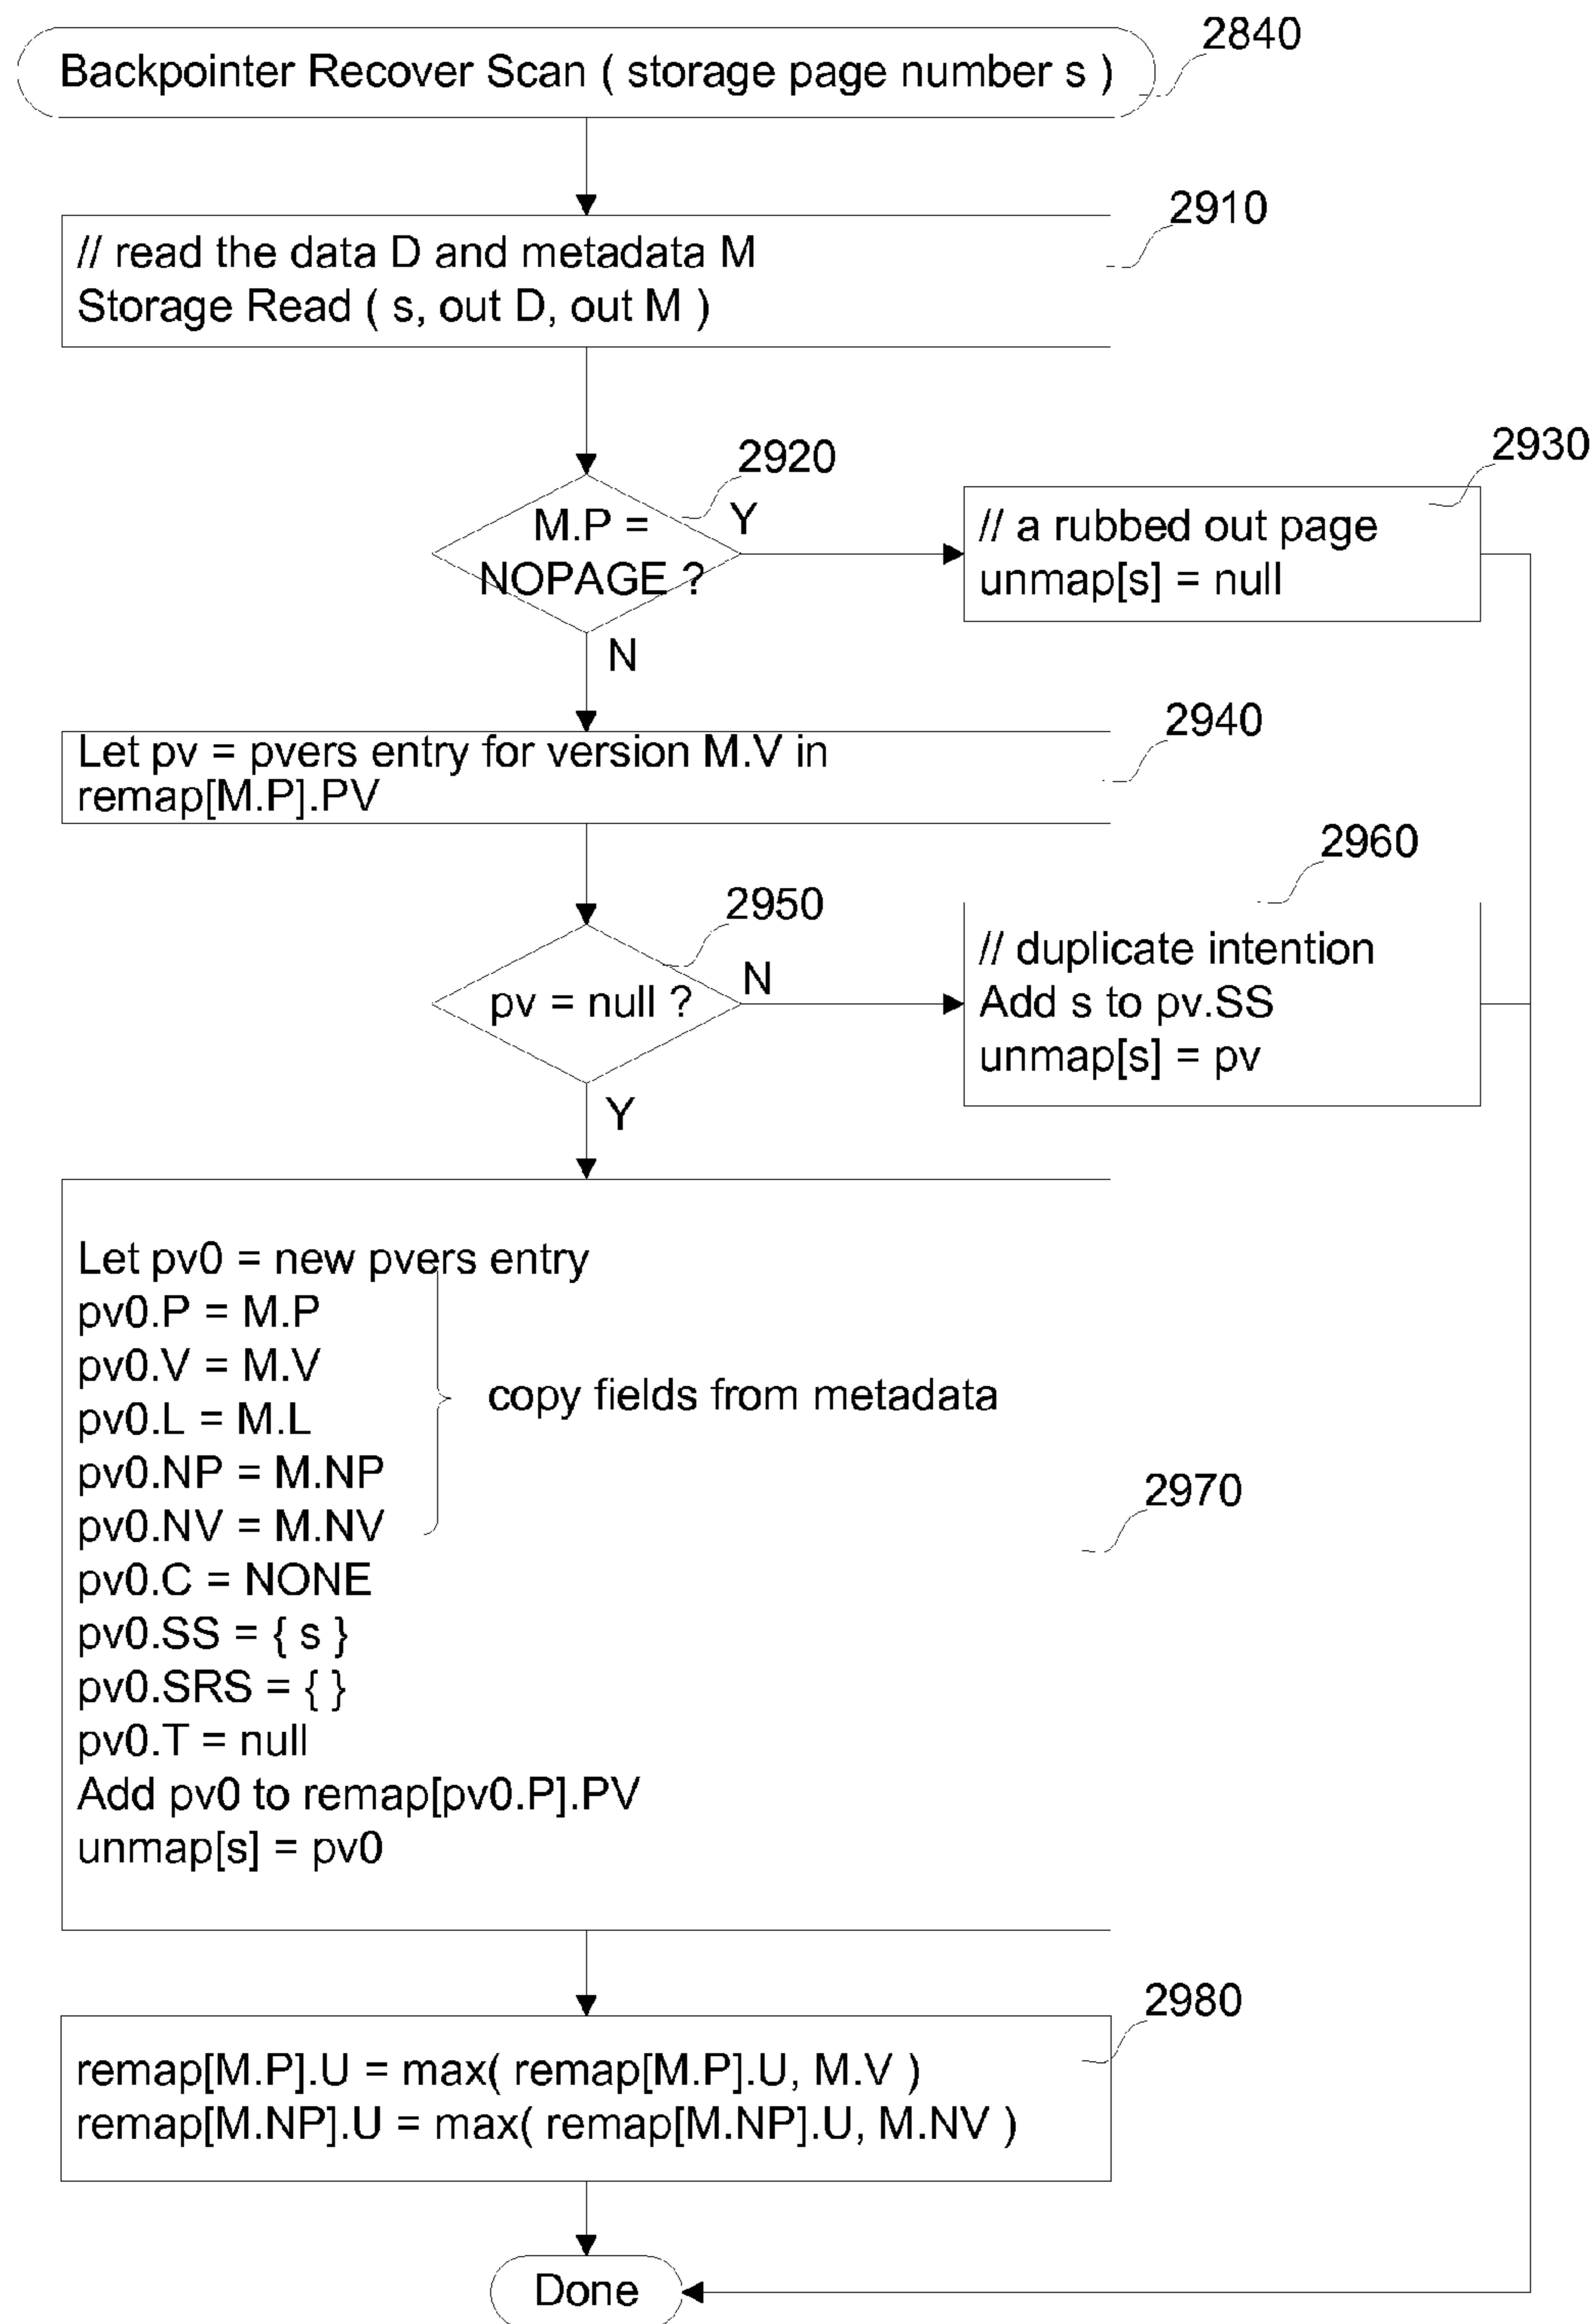 2840
Backpointer Recover Scan ( storage page number s )
2910
// read the data D and metadata M
Storage Read ( s, out D, out M )
2920
2930
M.P =
NOPAGE ?
Y
// a rubbed out page
unmap[s] = null
N
2940
Let pv = pvers entry for version M.V in
remap[M.P].PV
2950
2960
pv = null ?
N
// duplicate intention
Add s to pv.SS
unmap[s] = pv
Y
Let pv0 = new pvers entry
pv0.P = M.P
pv0.V = M.V
copy fields from metadata
pv0.L = M.L
pv0.NP = M.NP
2970
pv0.NV = M.NV
pv0.C = NONE
pv0.SS = { s }
pv0.SRS = { }
pv0.T = null
Add pv0 to remap[pv0.P].PV
unmap[s] = pv0
2980
remap[M.P].U = max( remap[M.P].U, M.V )
remap[M.NP].U = max( remap[M.NP].U, M.NV )
Done